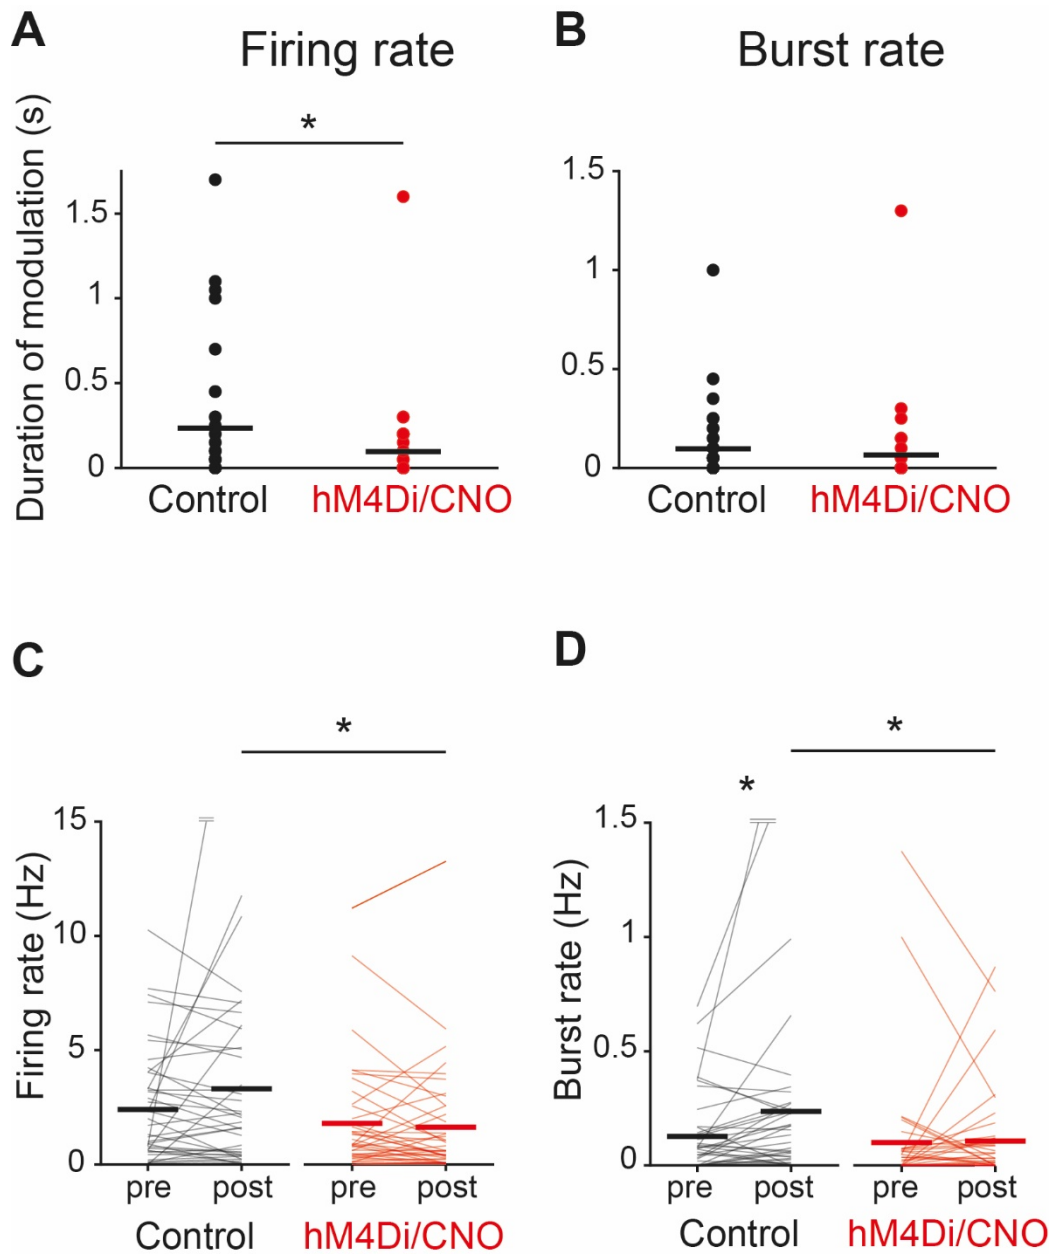 A
Firing rate
B
Burst rate
Duration of modulation (s)
*
1.5
1
0.5
0
Control
hM4Di/CNO
1.5
1
0.5
0
Control
hM4Di/CNO
C
D
*
Firing rate (Hz)
15
10
5
0
pre
post
pre
post
Control
hM4Di/CNO
*
*
Burst rate (Hz)
1.5
1
0.5
0
pre
post
pre
post
Control
hM4Di/CNO